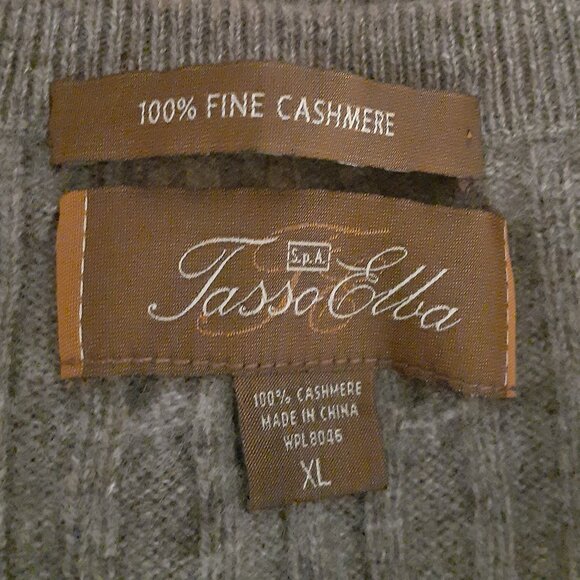 100% FINE CASHMERE
S.p.A.
Tasso Elba
100% CASHMERE
MADE IN CHINA
WPL8046
XL